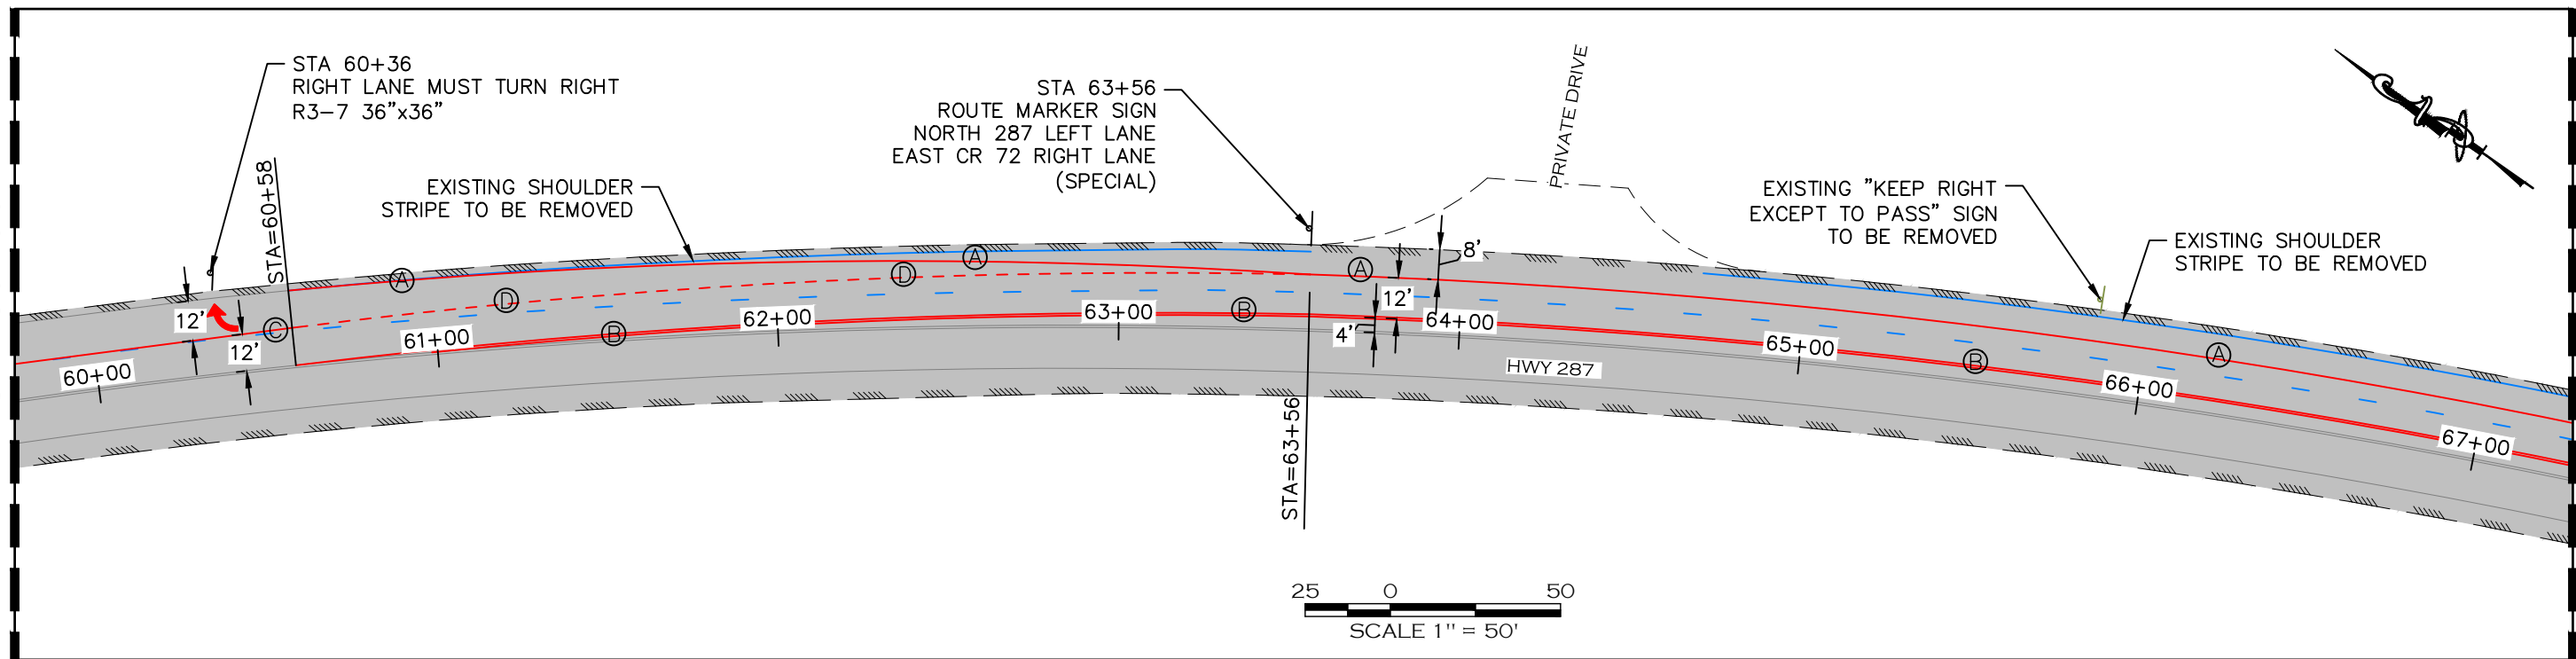 STA 60+36
RIGHT LANE MUST TURN RIGHT
R3-7 36"x36"
STA=60+58
EXISTING SHOULDER
STRIPE TO BE REMOVED
STA 63+56
ROUTE MARKER SIGN
NORTH 287 LEFT LANE
EAST CR 72 RIGHT LANE
(SPECIAL)
PRIVATE DRIVE
EXISTING "KEEP RIGHT
EXCEPT TO PASS" SIGN
TO BE REMOVED
EXISTING SHOULDER
STRIPE TO BE REMOVED
8'
A
D
A
D
A
12'
C
12'
B
B
12'
4'
B
A
60+00
61+00
62+00
63+00
64+00
65+00
66+00
67+00
HWY 287
STA=63+56
25 0 50
SCALE 1" = 50'